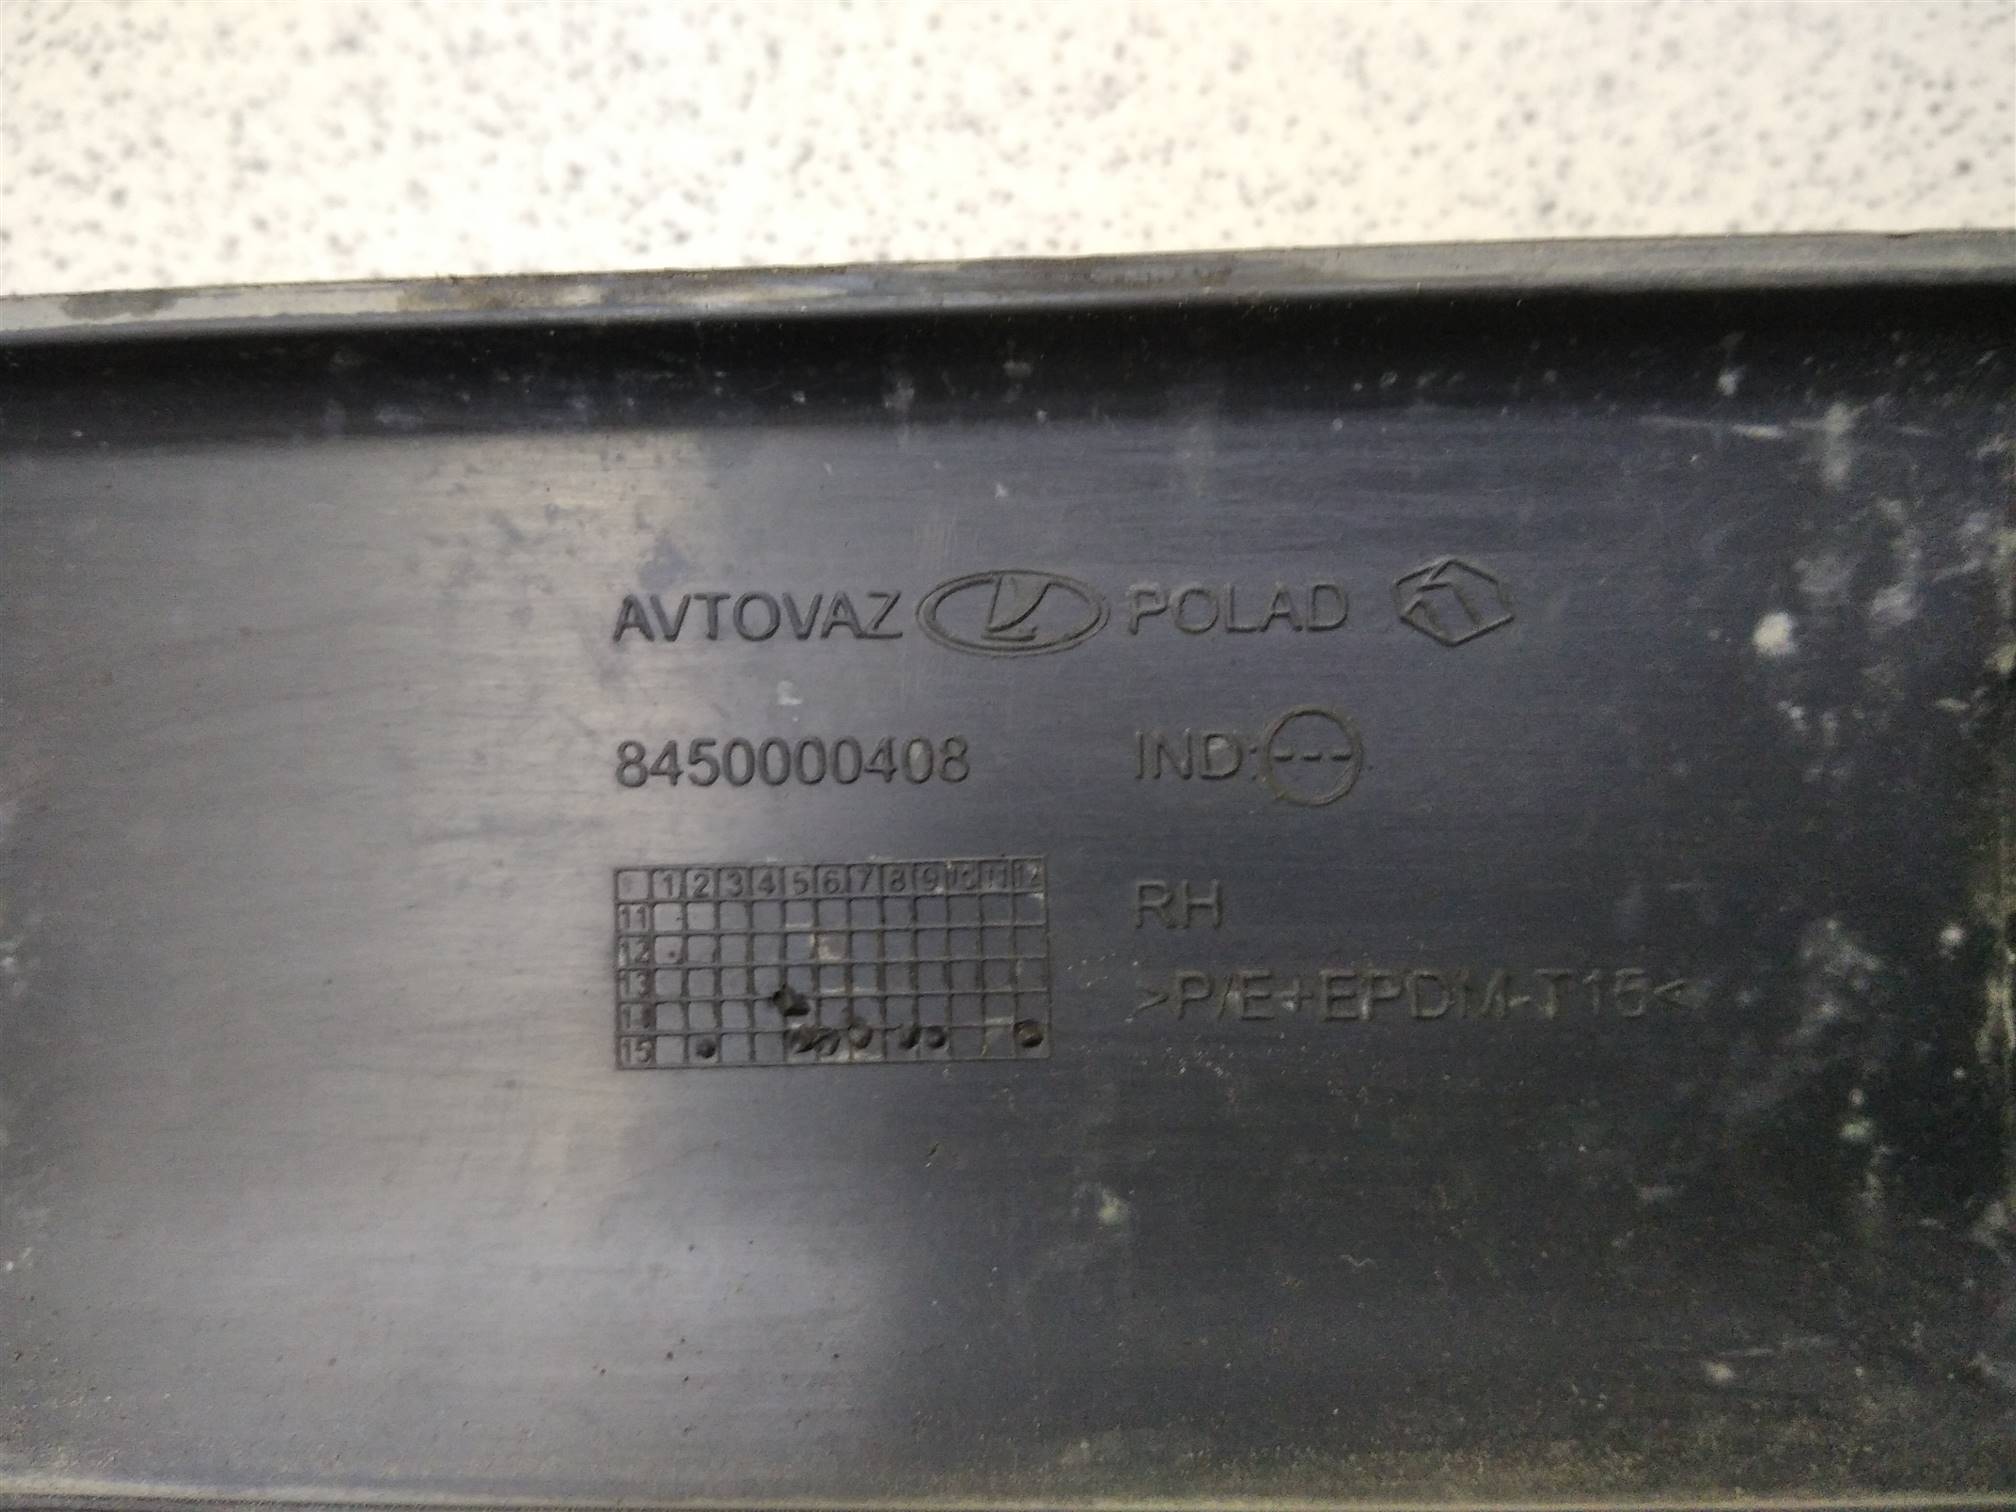 AVTOVAZ POLAD
8450000408 IND: ---
1 2 3 4 5 6 7 8 9 10 11 12
11
12
13
14
15
RH
>P/E+EPDM-T15<